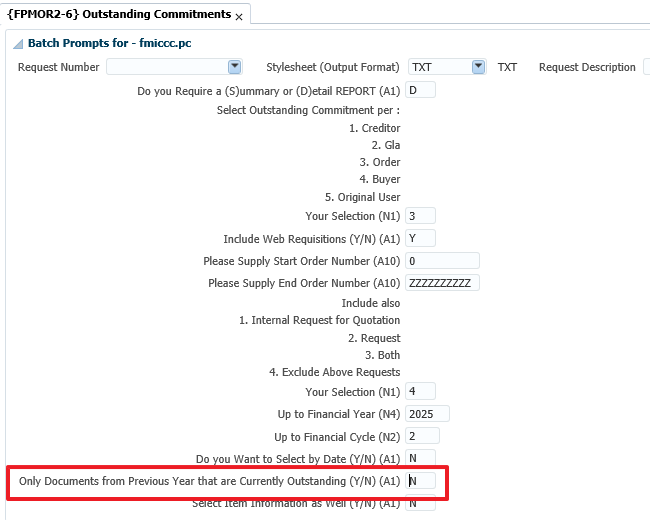 {FPMOR2-6} Outstanding Commitments ×
Batch Prompts for - fmiccc.pc
Request Number Stylesheet (Output Format) TXT TXT Request Description
Do you Require a (S)ummary or (D)etail REPORT (A1) D
Select Outstanding Commitment per :
1. Creditor
2. Gla
3. Order
4. Buyer
5. Original User
Your Selection (N1) 3
Include Web Requisitions (Y/N) (A1) Y
Please Supply Start Order Number (A10) 0
Please Supply End Order Number (A10) ZZZZZZZZZZ
Include also
1. Internal Request for Quotation
2. Request
3. Both
4. Exclude Above Requests
Your Selection (N1) 4
Up to Financial Year (N4) 2025
Up to Financial Cycle (N2) 2
Do you Want to Select by Date (Y/N) (A1) N
Only Documents from Previous Year that are Currently Outstanding (Y/N) (A1) N
Select Item Information as Well (Y/N) (A1) N